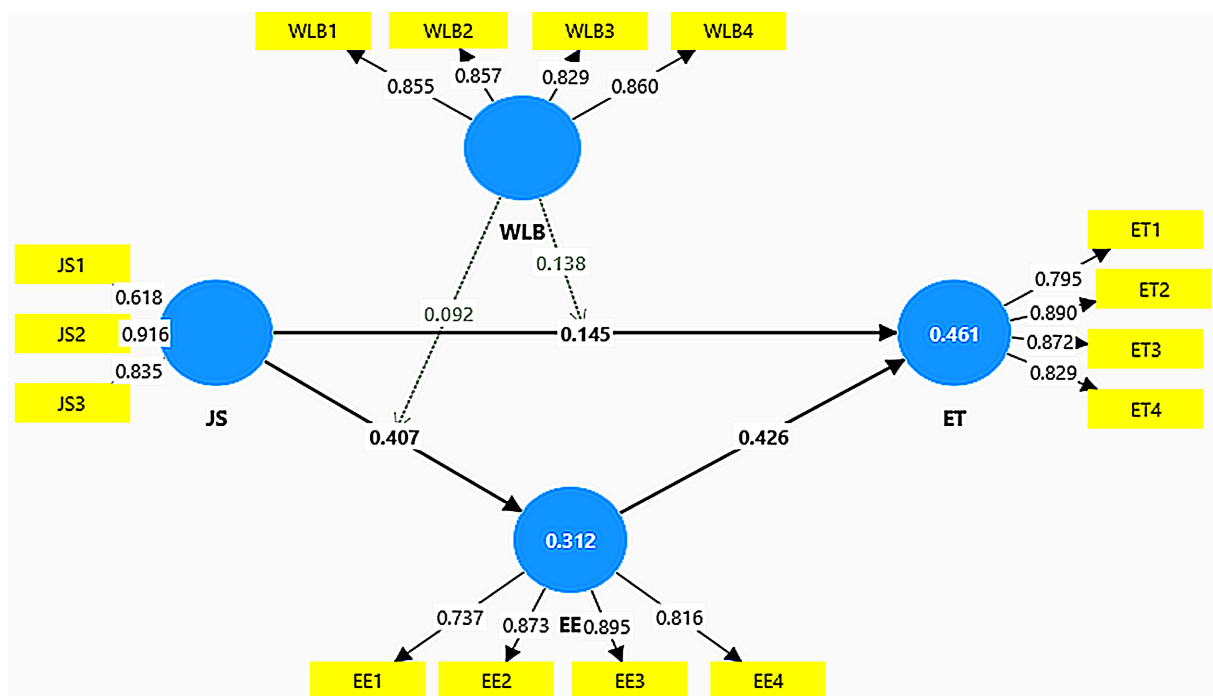 WLB1 WLB2 WLB3 WLB4
0.855 0.857 0.829 0.860
WLB
0.138
0.092
JS1
0.618
JS2 0.916
0.835
JS3
JS
0.145
0.407
0.426
0.461
ET
ET1
0.795
ET2
0.890
0.872 ET3
0.829
ET4
0.312
EE
0.737 0.873 0.895 0.816
EE1 EE2 EE3 EE4